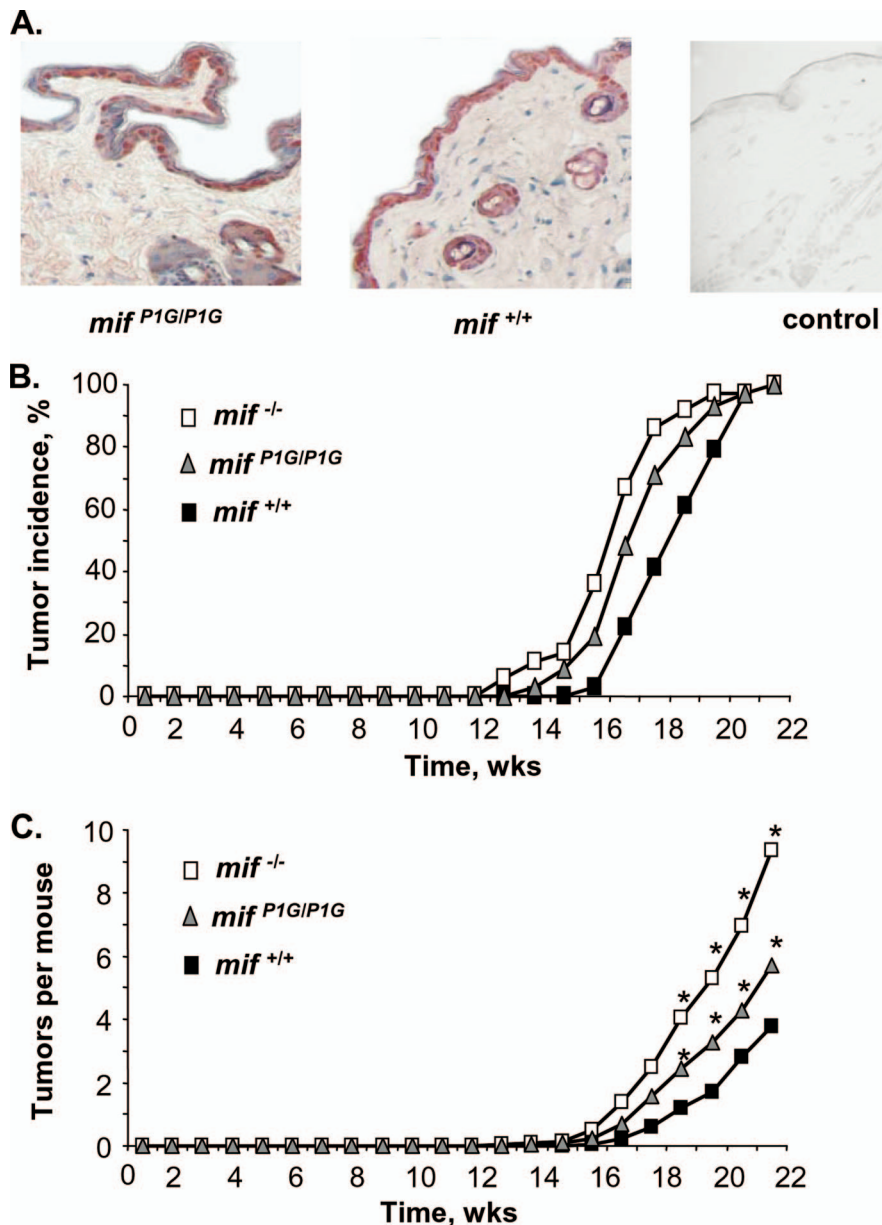 A.
mif P1G/P1G
mif +/+
control
B.
100
80
60
40
20
0
Tumor incidence, %
mif -/-
mif P1G/P1G
mif +/+
0 2 4 6 8 10 12 14 16 18 20 22
Time, wks
C.
10
8
6
4
2
0
Tumors per mouse
mif -/-
mif P1G/P1G
mif +/+
* * * *
* * * *
0 2 4 6 8 10 12 14 16 18 20 22
Time, wks